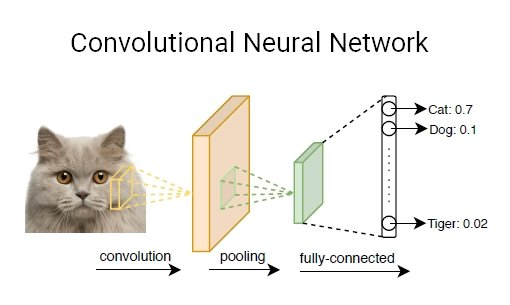 Convolutional Neural Network
Cat: 0.7
Dog: 0.1
Tiger: 0.02
convolution
pooling
fully-connected